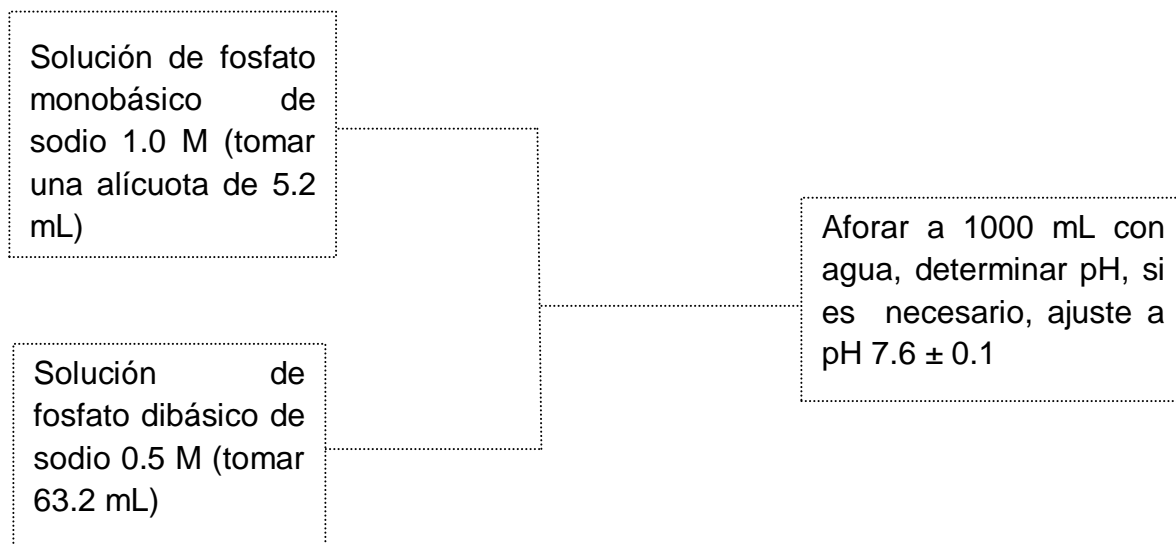 Solución de fosfato
monobásico de
sodio 1.0 M (tomar
una alícuota de 5.2
mL)
Solución de
fosfato dibásico de
sodio 0.5 M (tomar
63.2 mL)
Aforar a 1000 mL con
agua, determinar pH, si
es necesario, ajuste a
pH 7.6 ± 0.1